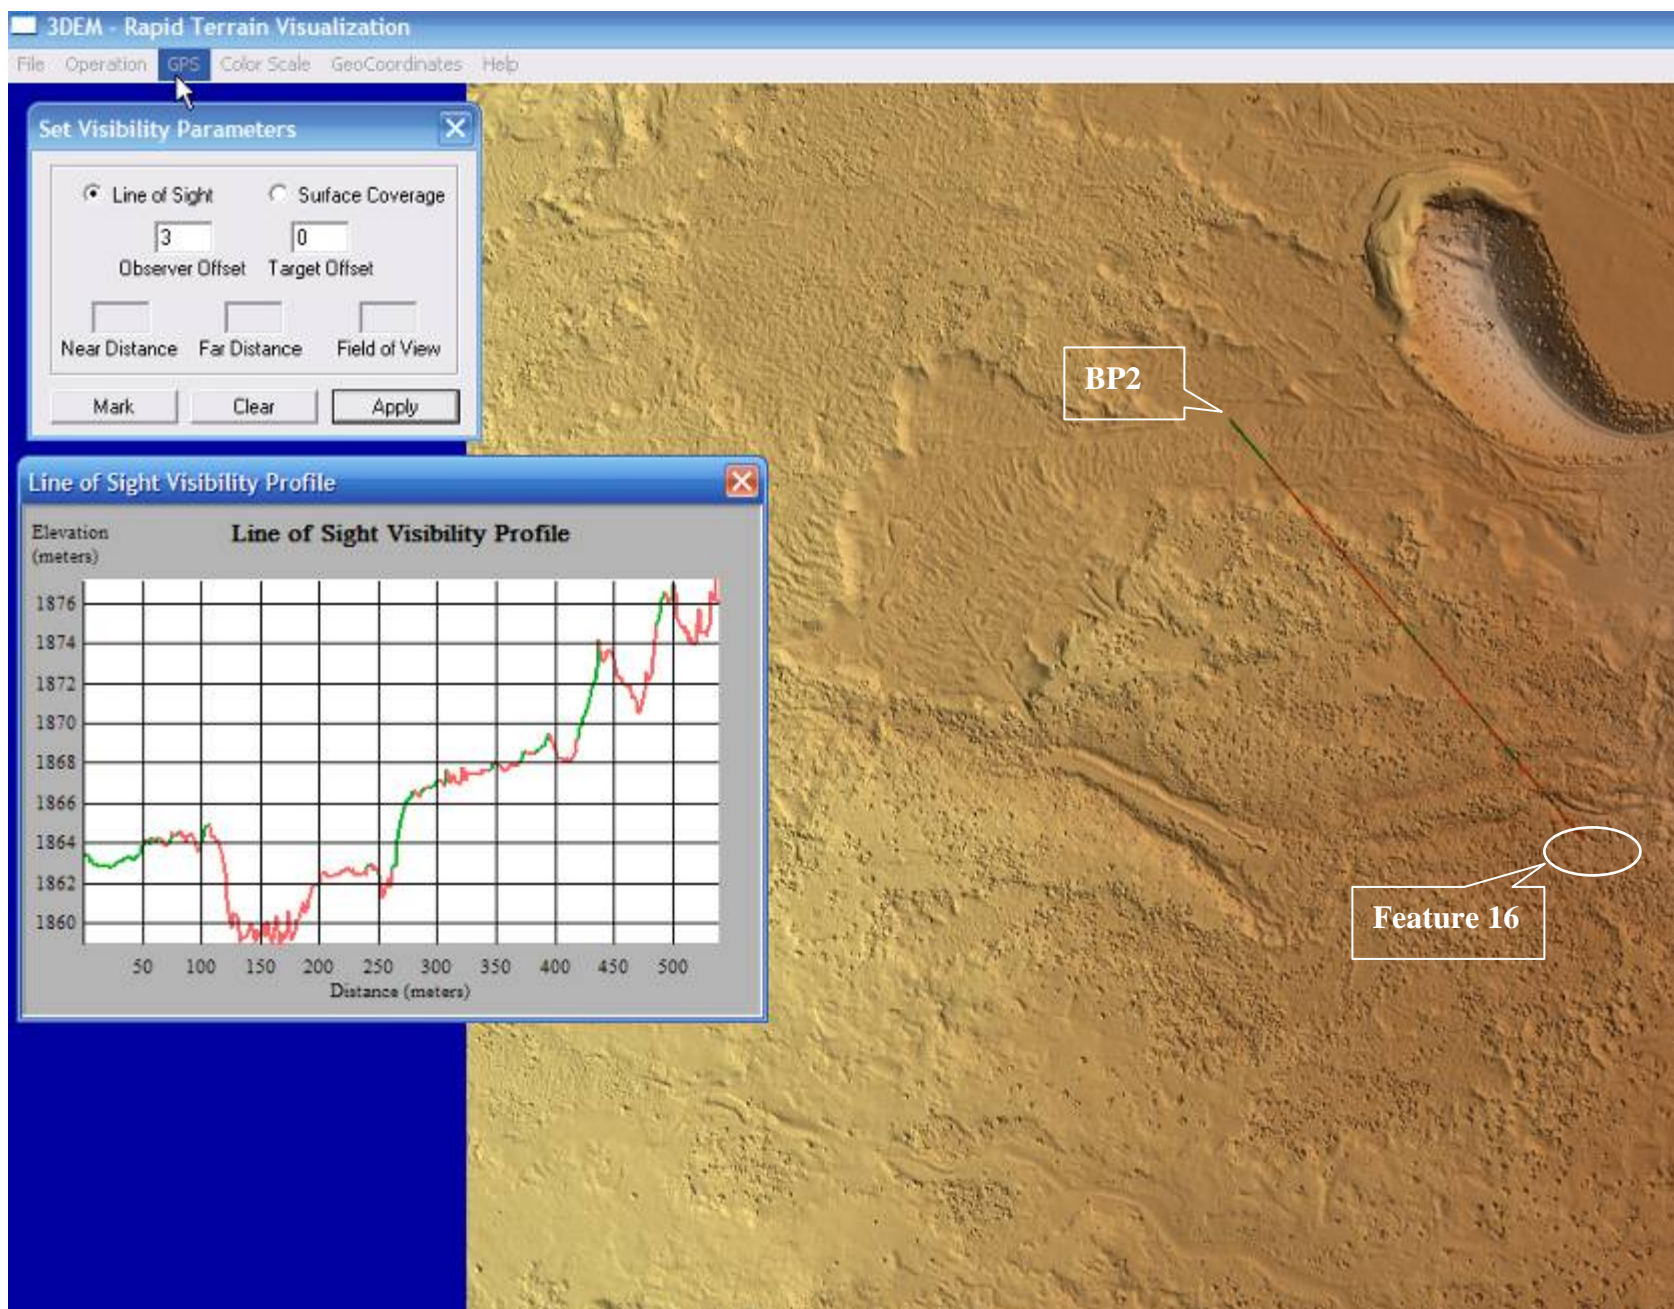 3DEM - Rapid Terrain Visualization
File Operation GPS Color Scale GeoCoordinates Help
Set Visibility Parameters
Line of Sight Surface Coverage
3 0
Observer Offset Target Offset
Near Distance Far Distance Field of View
Mark Clear Apply
Line of Sight Visibility Profile
Elevation
(meters)
Line of Sight Visibility Profile
1876
1874
1872
1870
1868
1866
1864
1862
1860
50 100 150 200 250 300 350 400 450 500
Distance (meters)
BP2
Feature 16